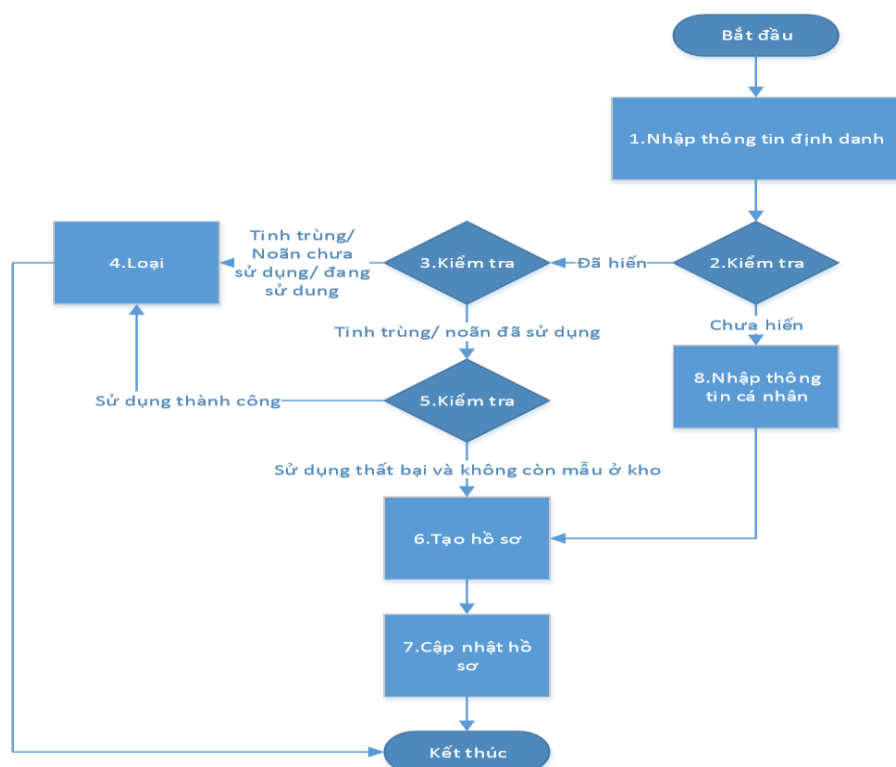 Bắt đầu
1.Nhập thông tin định danh
2.Kiểm tra
Đã hiến
3.Kiểm tra
Tinh trùng/
Noãn chưa
sử dụng/ đang
sử dung
4.Loại
Chưa hiến
Tinh trùng/ noãn đã sử dụng
8.Nhập thông
tin cá nhân
5.Kiểm tra
Sử dụng thành công
Sử dụng thất bại và không còn mẫu ở kho
6.Tạo hồ sơ
7.Cập nhật hồ
sơ
Kết thúc